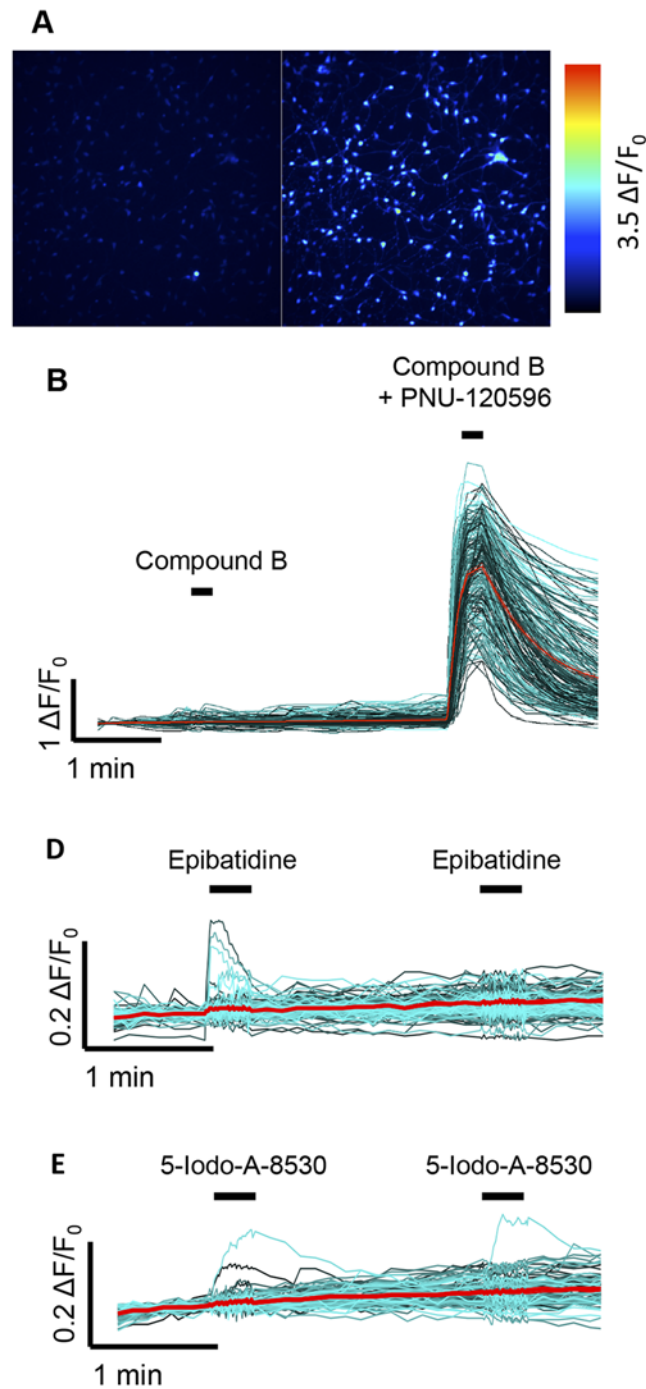 A
3.5 ΔF/F0
B
Compound B
+ PNU-120596
Compound B
1 ΔF/F0
1 min
D
Epibatidine
Epibatidine
0.2 ΔF/F0
1 min
E
5-Iodo-A-8530
5-Iodo-A-8530
0.2 ΔF/F0
1 min